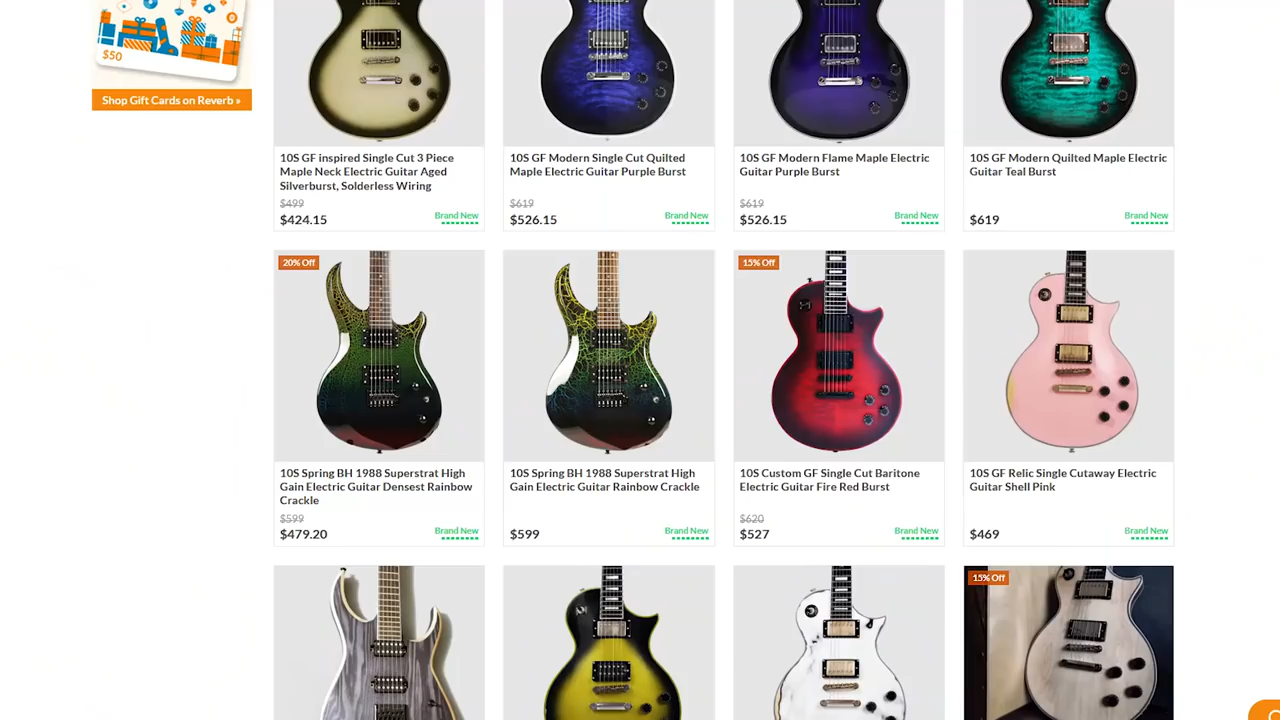 $50
Shop Gift Cards on Reverb »
10S GF inspired Single Cut 3 Piece
Maple Neck Electric Guitar Aged
Silverburst, Solderless Wiring
$499
$424.15
Brand New
10S GF Modern Single Cut Quilted
Maple Electric Guitar Purple Burst
$619
$526.15
Brand New
10S GF Modern Flame Maple Electric
Guitar Purple Burst
$619
$526.15
Brand New
10S GF Modern Quilted Maple Electric
Guitar Teal Burst
$619
Brand New
20% Off
10S Spring BH 1988 Superstrat High
Gain Electric Guitar Densest Rainbow
Crackle
$599
$479.20
Brand New
10S Spring BH 1988 Superstrat High
Gain Electric Guitar Rainbow Crackle
$599
Brand New
15% Off
10S Custom GF Single Cut Baritone
Electric Guitar Fire Red Burst
$620
$527
Brand New
10S GF Relic Single Cutaway Electric
Guitar Shell Pink
$469
Brand New
15% Off